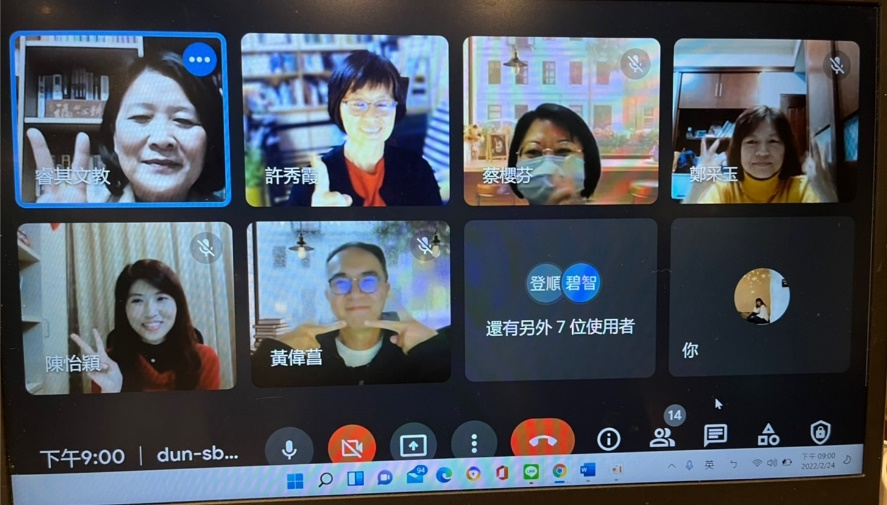 睿其文教
許秀霞
蔡櫻芬
鄭采玉
陳怡穎
黃偉菖
登順
碧智
還有另外 7 位使用者
你
14
下午9:00 | dun-sb...
94
英
下午 09:00
2022/2/24